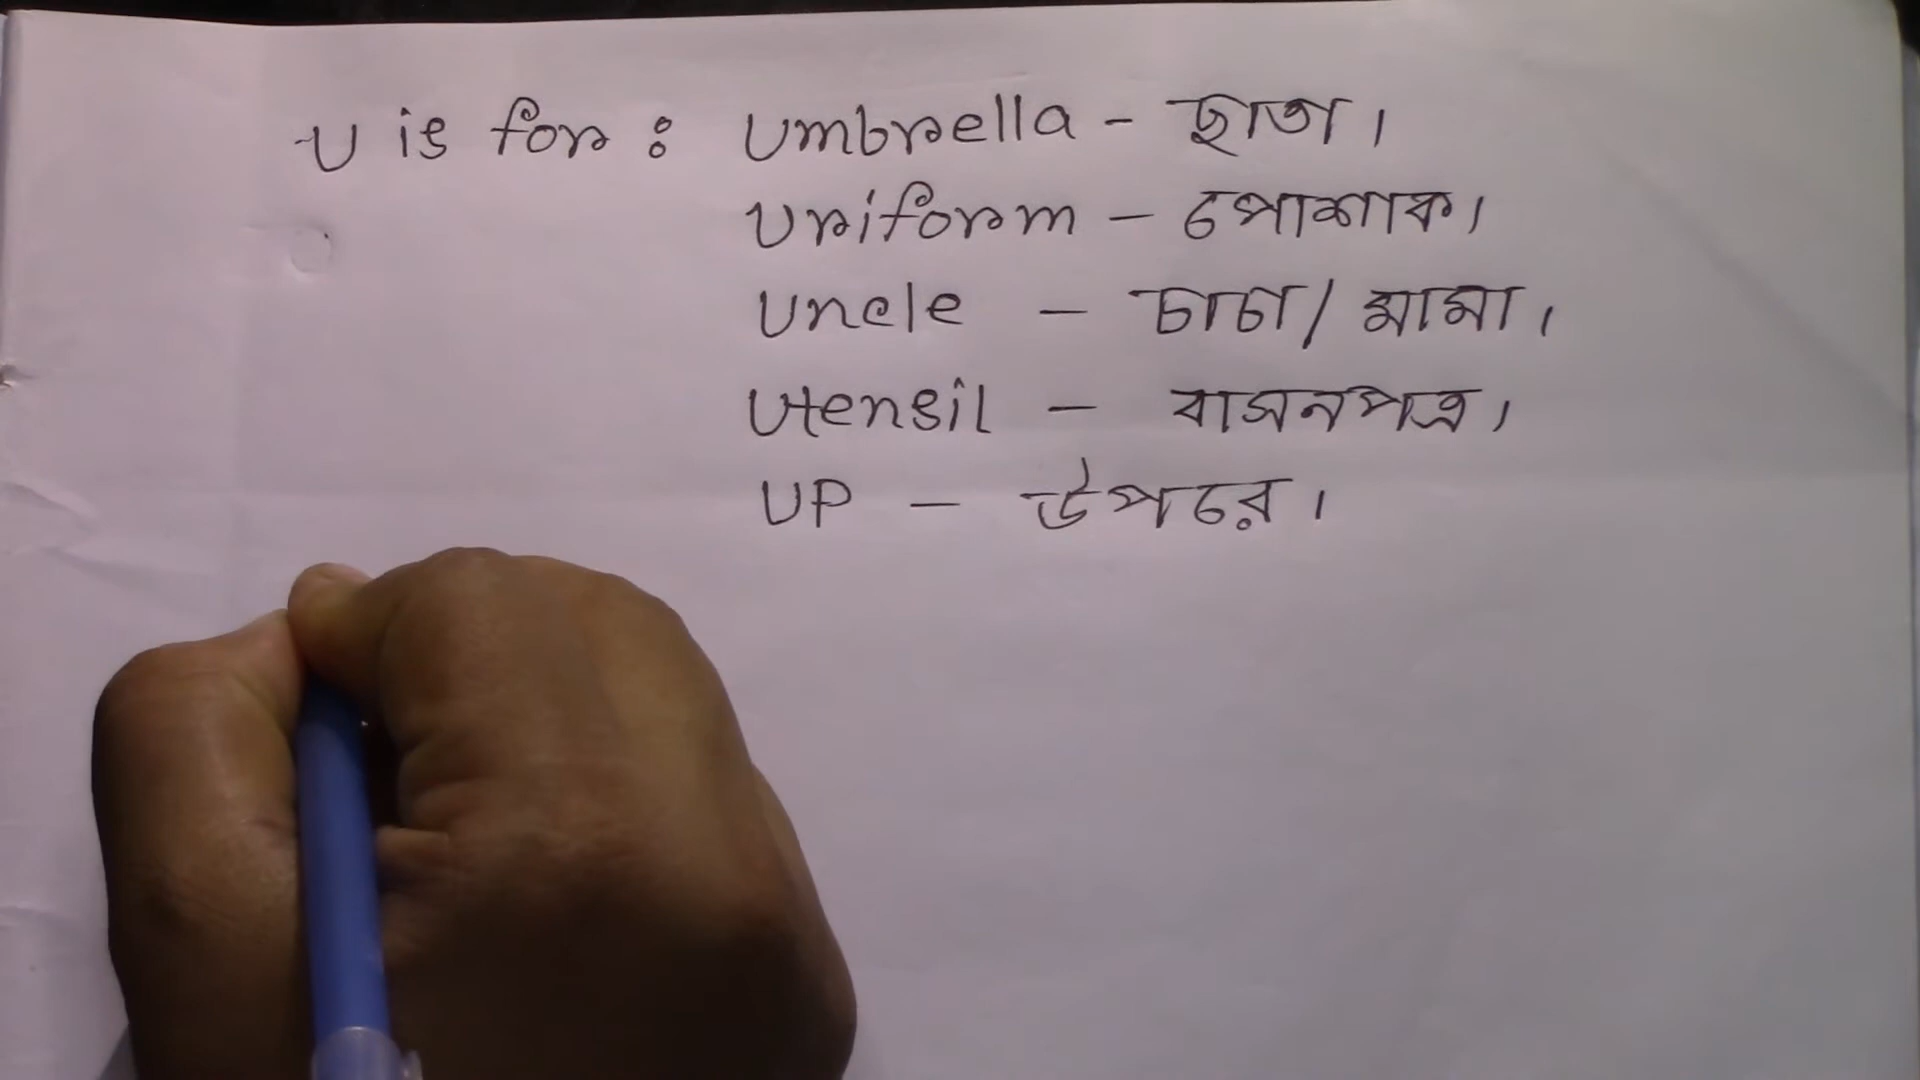 U is for : Umbrella - ছাতা।
Uniform - পোশাক।
Uncle - চাচা/ মামা।
Utensil - বাসনপত্র।
UP - উপরে।